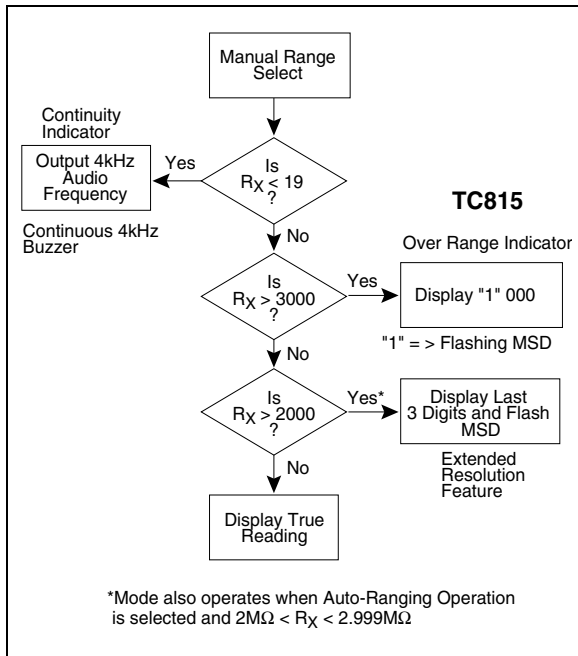 Manual Range
Select
Continuity
Indicator
Output 4kHz
Audio
Frequency
Continuous 4kHz
Buzzer
Yes
Is
RX < 19
?
No
TC815
Over Range Indicator
Is
RX > 3000
?
Yes
Display "1" 000
"1" = > Flashing MSD
No
Is
RX > 2000
?
Yes*
Display Last
3 Digits and Flash
MSD
Extended
Resolution
Feature
No
Display True
Reading
*Mode also operates when Auto-Ranging Operation
is selected and 2MΩ < RX < 2.999MΩ